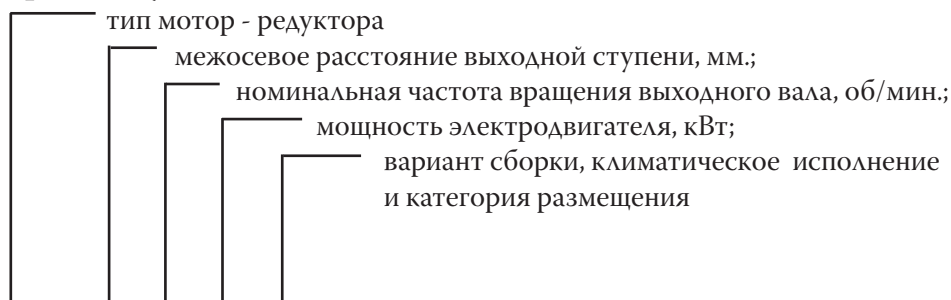 тип мотор - редуктора
межосевое расстояние выходной ступени, мм.;
номинальная частота вращения выходного вала, об/мин.;
мощность электродвигателя, кВт;
вариант сборки, климатическое исполнение
и категория размещения